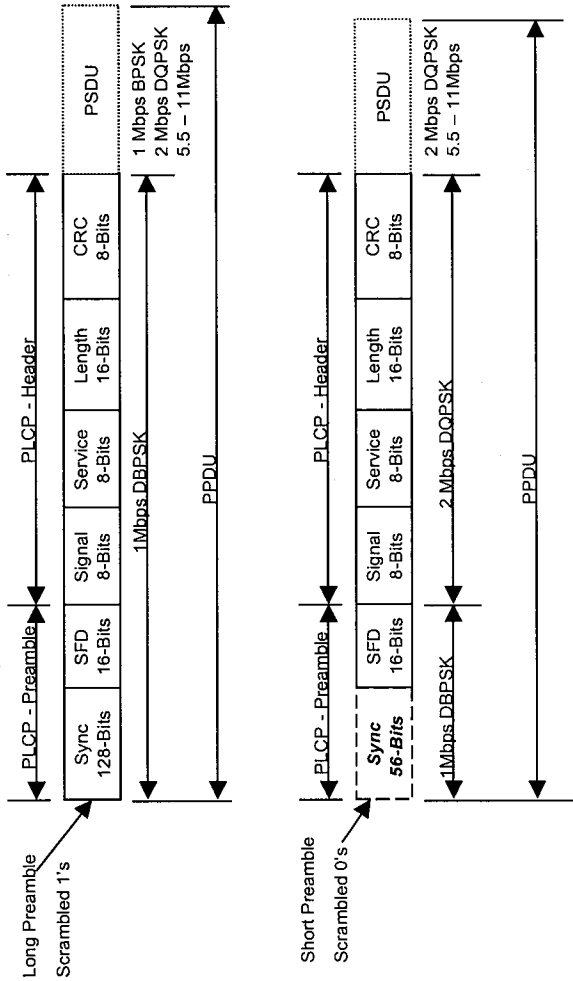 Long Preamble
Scrambled 1's
PLCP - Preamble
PLCP - Header
Sync
128-Bits
SFD
16-Bits
Signal
8-Bits
Service
8-Bits
Length
16-Bits
CRC
8-Bits
PSDU
1Mbps DBPSK
1 Mbps BPSK
2 Mbps DQPSK
5.5 – 11Mbps
PPDU
Short Preamble
Scrambled 0's
PLCP - Preamble
PLCP - Header
Sync
56-Bits
SFD
16-Bits
Signal
8-Bits
Service
8-Bits
Length
16-Bits
CRC
8-Bits
PSDU
1Mbps DBPSK
2 Mbps DQPSK
2 Mbps DQPSK
5.5 – 11Mbps
PPDU